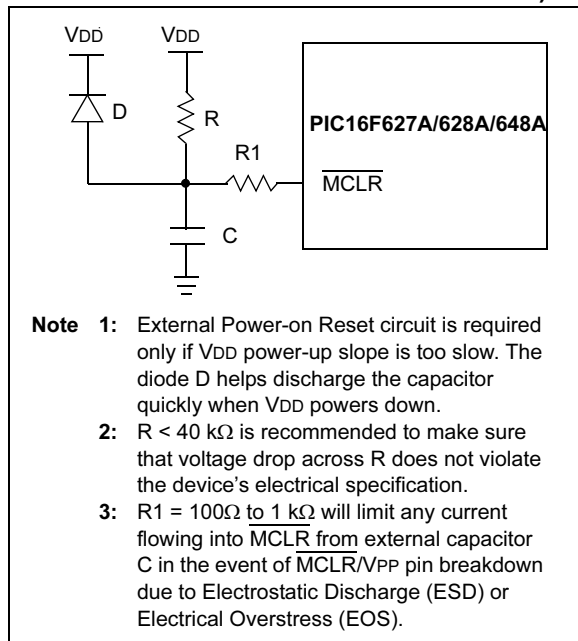 VDD VDD
D
R
PIC16F627A/628A/648A
R1
MCLR
C
Note 1: External Power-on Reset circuit is required
only if VDD power-up slope is too slow. The
diode D helps discharge the capacitor
quickly when VDD powers down.
2: R < 40 kΩ is recommended to make sure
that voltage drop across R does not violate
the device's electrical specification.
3: R1 = 100Ω to 1 kΩ will limit any current
flowing into MCLR from external capacitor
C in the event of MCLR/VPP pin breakdown
due to Electrostatic Discharge (ESD) or
Electrical Overstress (EOS).